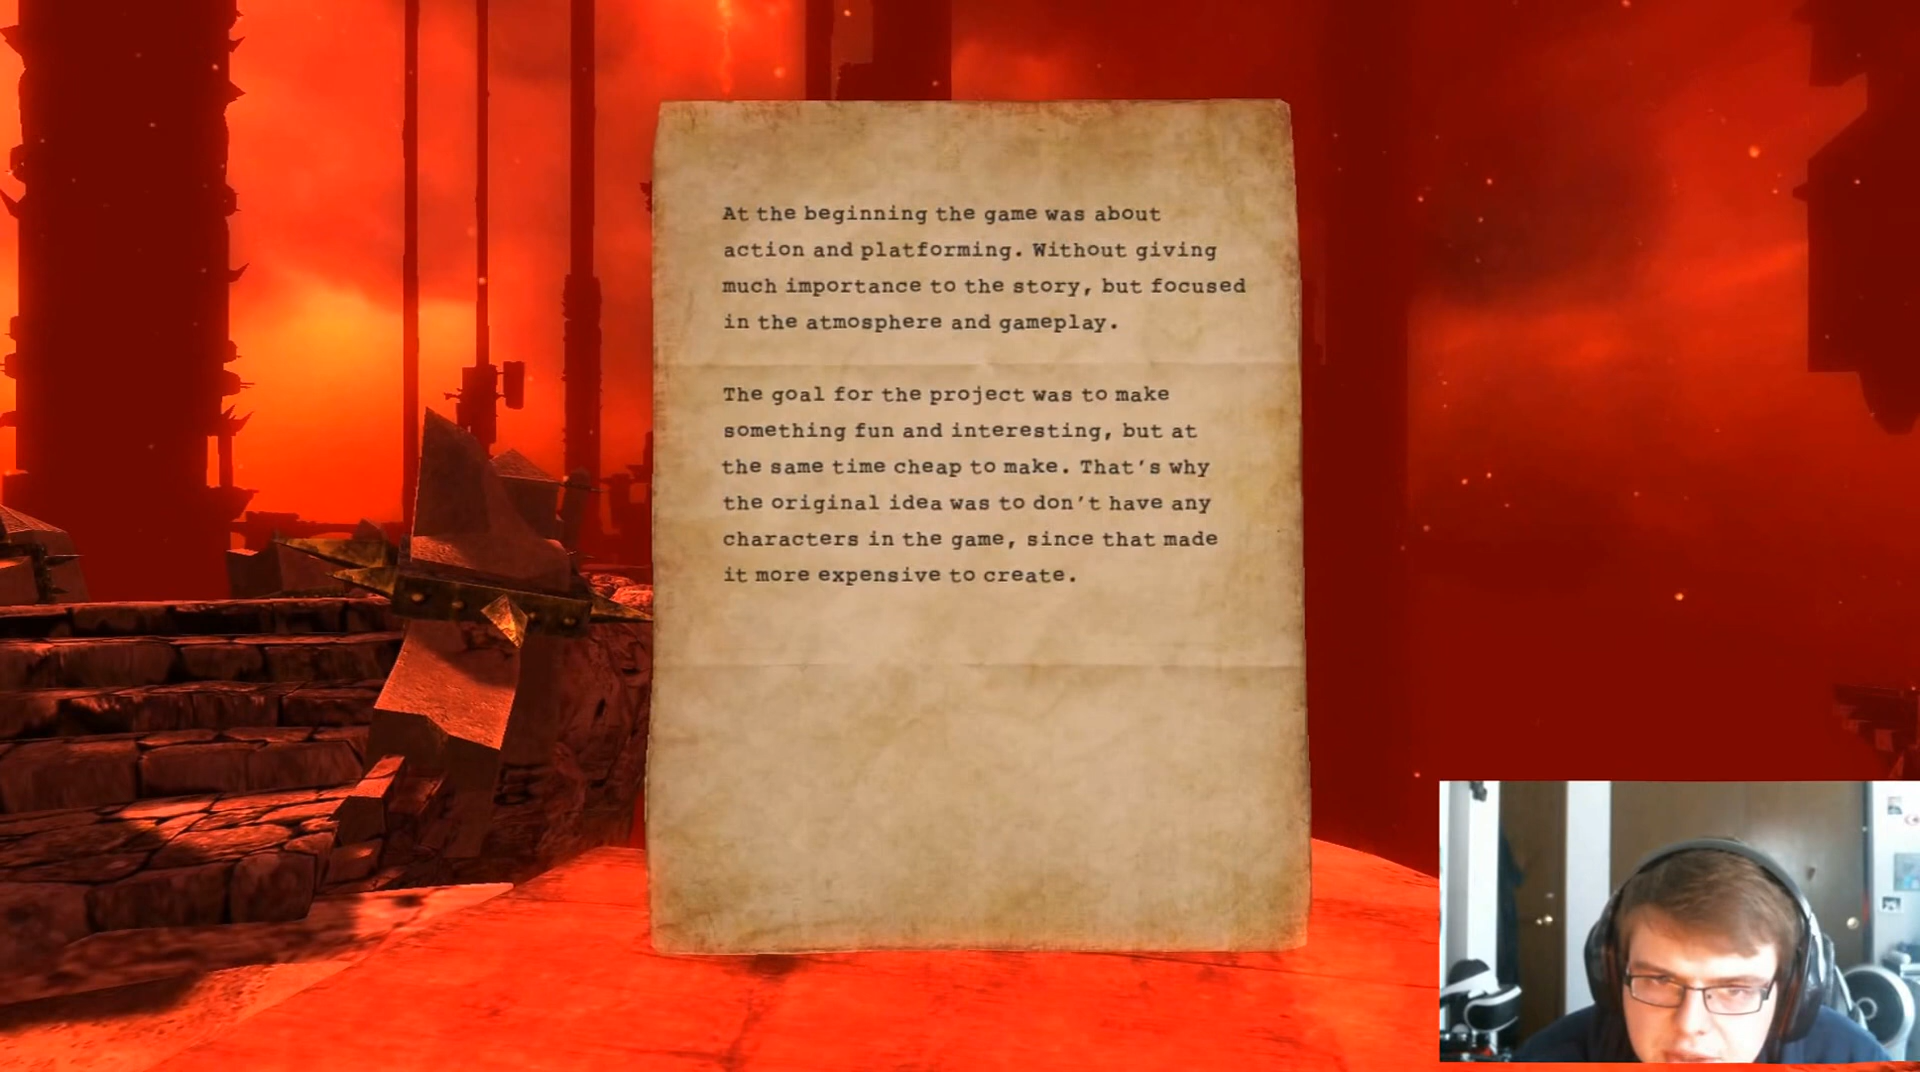 At the beginning the game was about
action and platforming. Without giving
much importance to the story, but focused
in the atmosphere and gameplay.
The goal for the project was to make
something fun and interesting, but at
the same time cheap to make. That's why
the original idea was to don't have any
characters in the game, since that made
it more expensive to create.